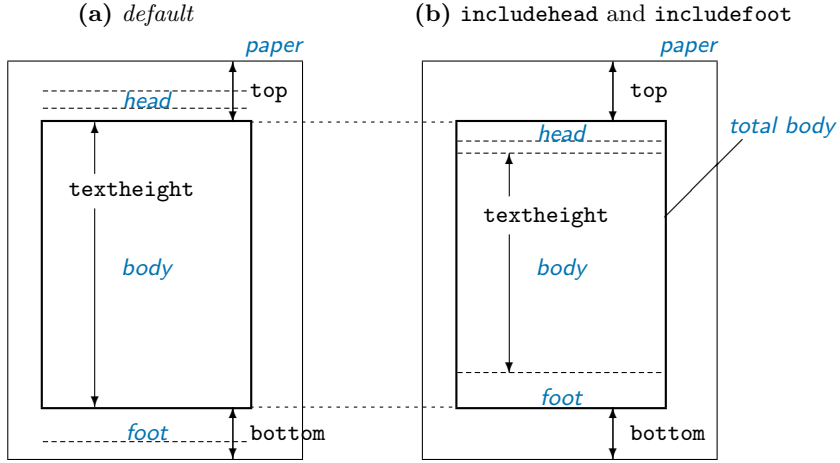 (a) default
(b) includehead and includefoot
paper
paper
top
top
head
head
total body
textheight
textheight
body
body
foot
foot
bottom
bottom